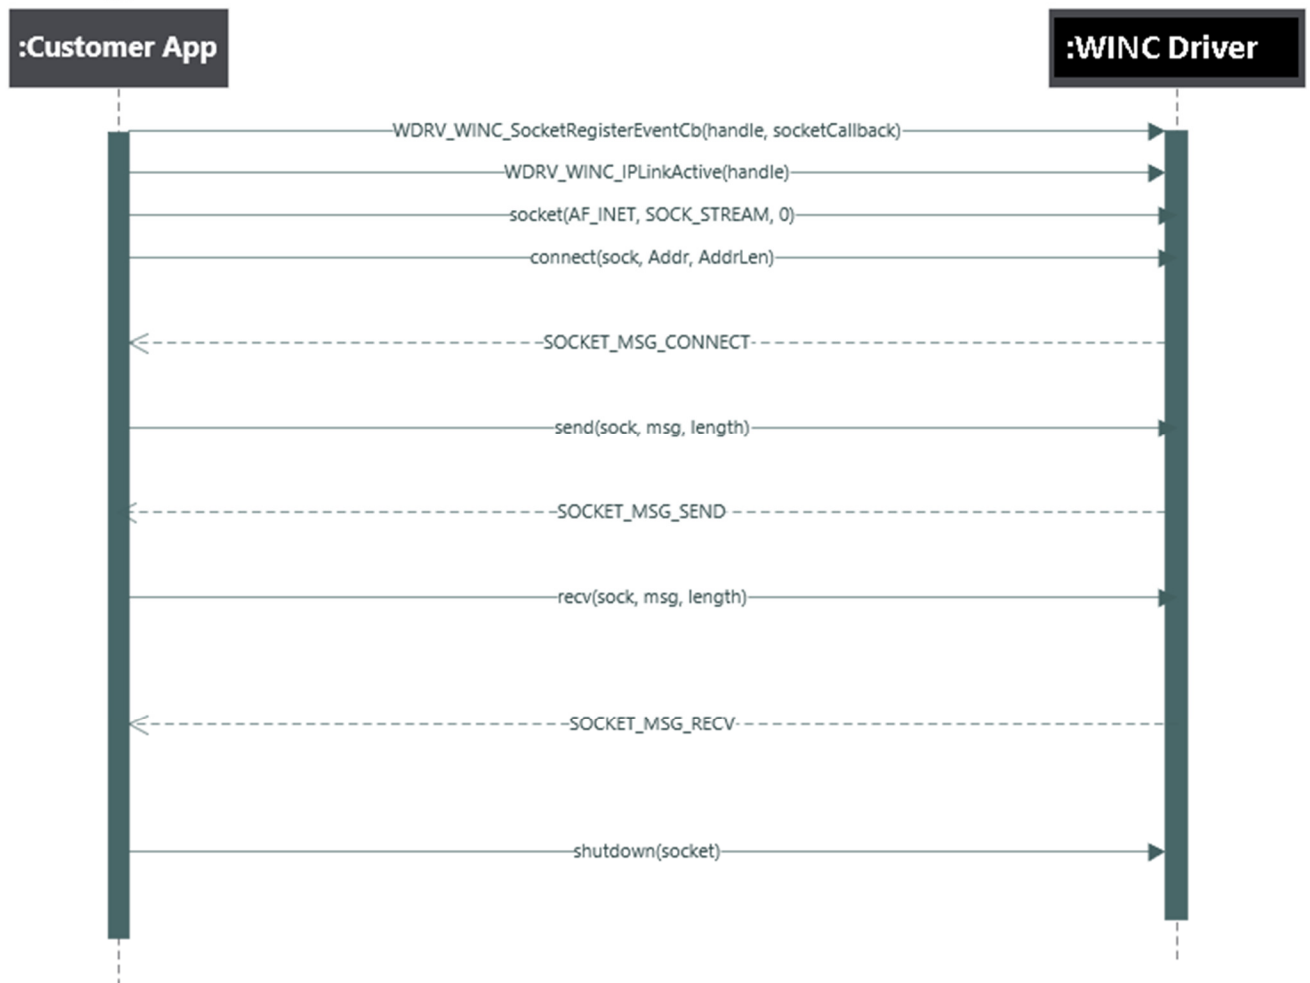 :Customer App
:WINC Driver
WDRV_WINC_SocketRegisterEventCb(handle, socketCallback)
WDRV_WINC_IPLinkActive(handle)
socket(AF_INET, SOCK_STREAM, 0)
connect(sock, Addr, AddrLen)
SOCKET_MSG_CONNECT
send(sock, msg, length)
SOCKET_MSG_SEND
recv(sock, msg, length)
SOCKET_MSG_RECV
shutdown(socket)